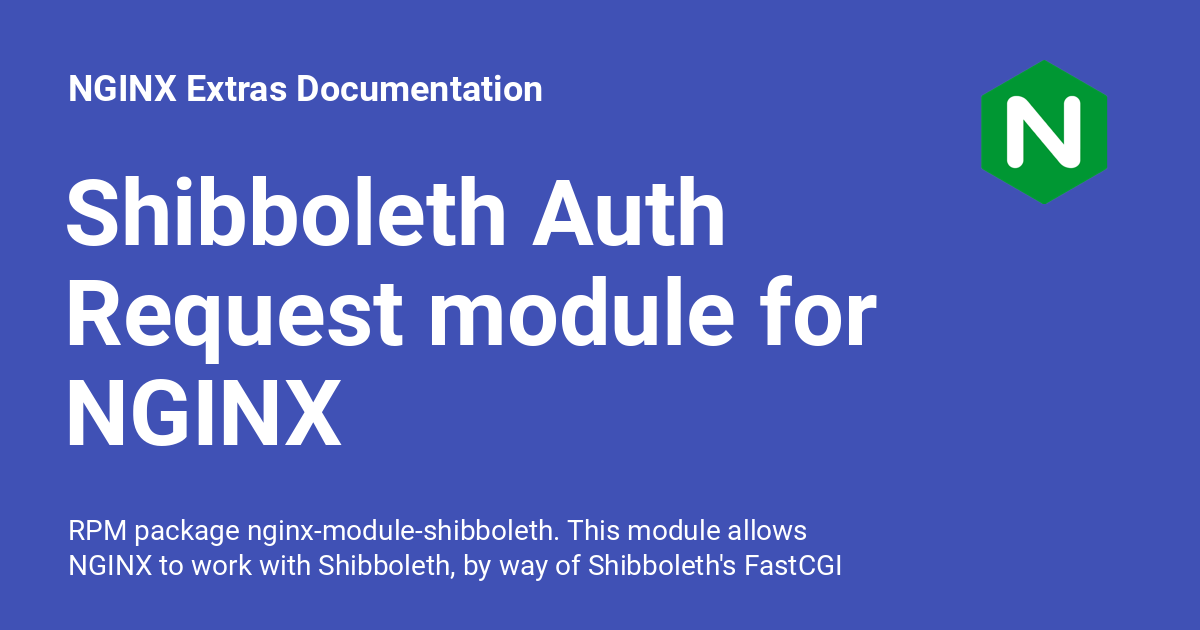 NGINX Extras Documentation
N
Shibboleth Auth
Request module for
NGINX
RPM package nginx-module-shibboleth. This module allows
NGINX to work with Shibboleth, by way of Shibboleth's FastCGI